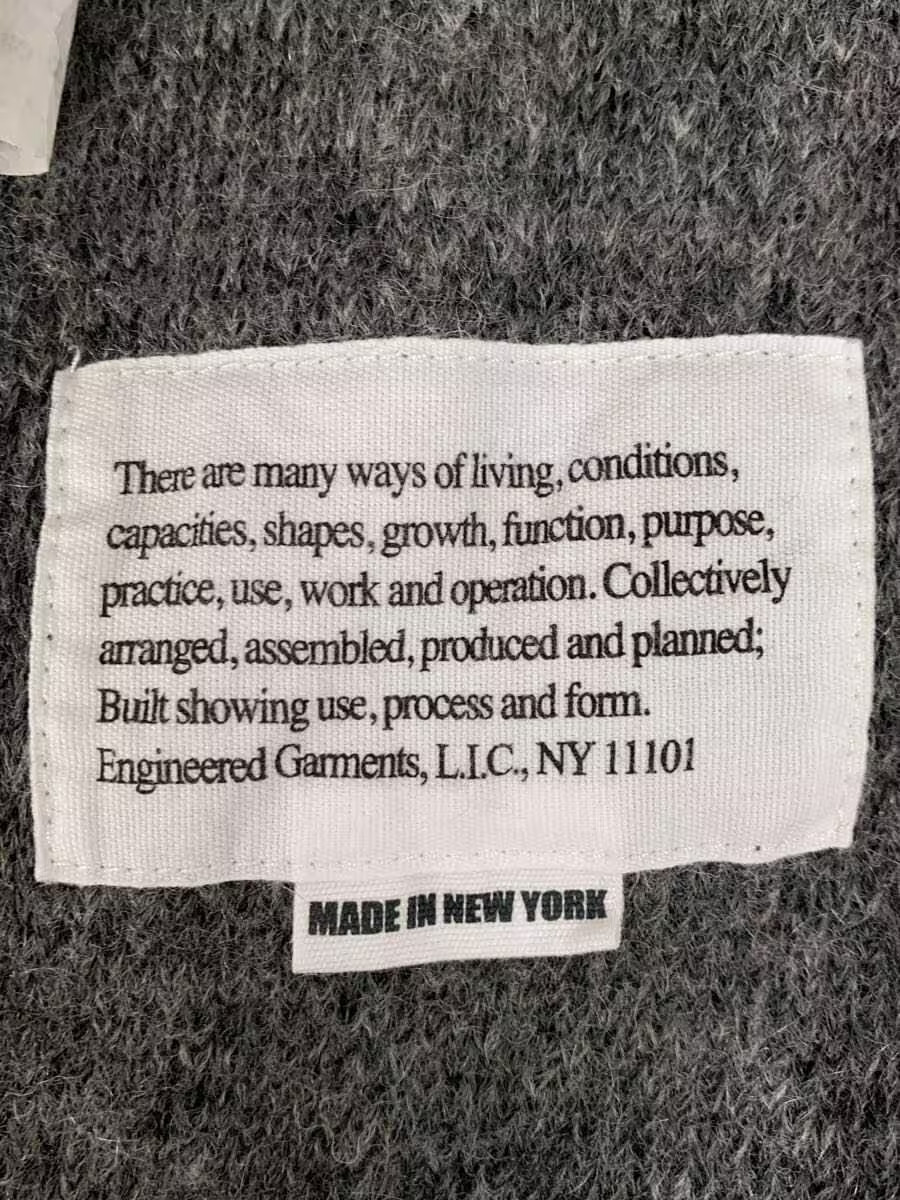 There are many ways of living, conditions,
capacities, shapes, growth, function, purpose,
practice, use, work and operation. Collectively
arranged, assembled, produced and planned;
Built showing use, process and form.
Engineered Garments, L.I.C., NY 11101
MADE IN NEW YORK